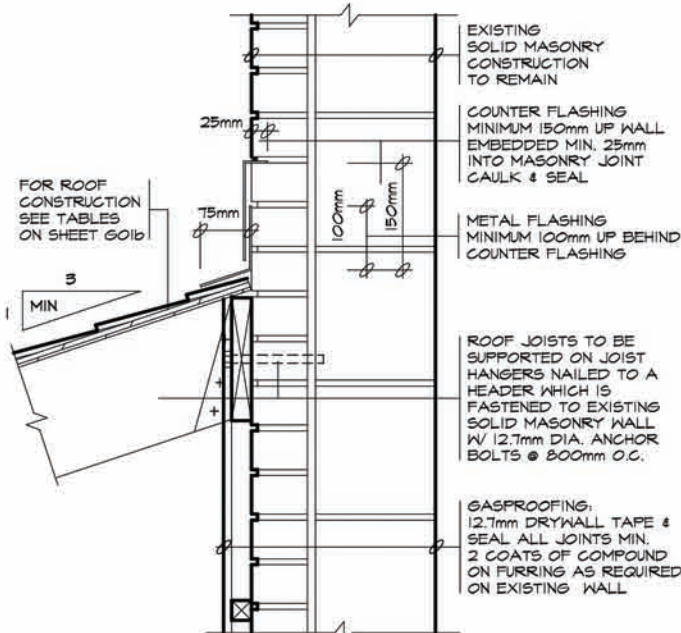 EXISTING
SOLID MASONRY
CONSTRUCTION
TO REMAIN
25mm
COUNTER FLASHING
MINIMUM 150mm UP WALL
EMBEDDED MIN. 25mm
INTO MASONRY JOINT
CAULK & SEAL
FOR ROOF
CONSTRUCTION
SEE TABLES
ON SHEET G01b
75mm
100mm
150mm
METAL FLASHING
MINIMUM 100mm UP BEHIND
COUNTER FLASHING
3
1
MIN
ROOF JOISTS TO BE
SUPPORTED ON JOIST
HANGERS NAILED TO A
HEADER WHICH IS
FASTENED TO EXISTING
SOLID MASONRY WALL
W/ 12.7mm DIA. ANCHOR
BOLTS @ 800mm O.C.
GASPROOFING:
12.7mm DRYWALL TAPE &
SEAL ALL JOINTS MIN.
2 COATS OF COMPOUND
ON FURRING AS REQUIRED
ON EXISTING WALL